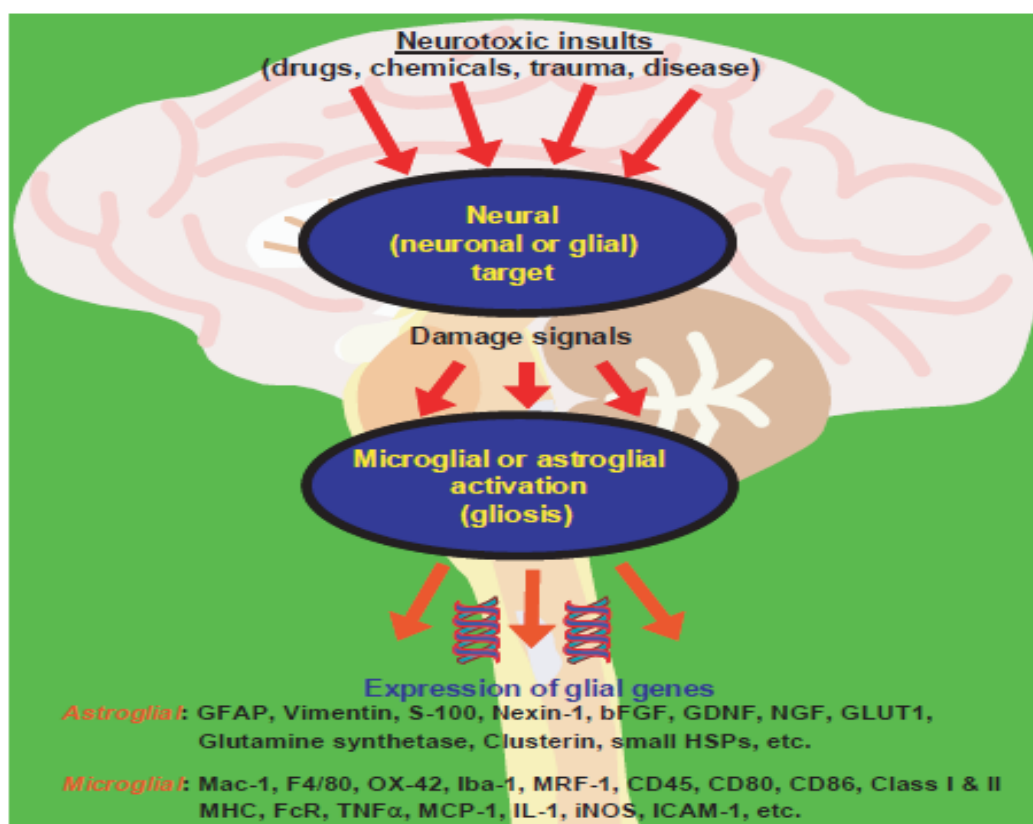 Neurotoxic insults
(drugs, chemicals, trauma, disease)
Neural
(neuronal or glial)
target
Damage signals
Microglial or astroglial
activation
(gliosis)
Expression of glial genes
Astroglial: GFAP, Vimentin, S-100, Nexin-1, bFGF, GDNF, NGF, GLUT1,
Glutamine synthetase, Clusterin, small HSPs, etc.
Microglial: Mac-1, F4/80, OX-42, Iba-1, MRF-1, CD45, CD80, CD86, Class I & II
MHC, FcR, TNFα, MCP-1, IL-1, iNOS, ICAM-1, etc.